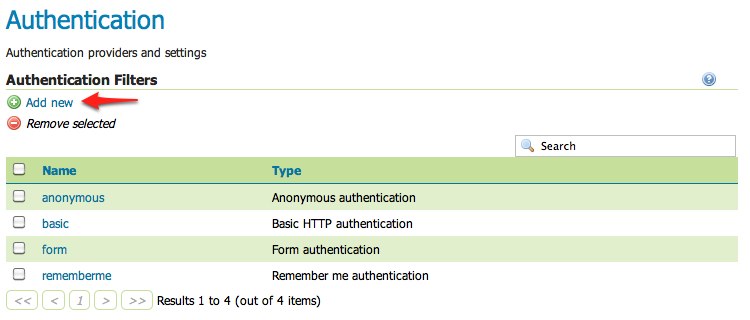 Authentication
Authentication providers and settings
Authentication Filters
Add new
Remove selected
Search
Name Type
anonymous Anonymous authentication
basic Basic HTTP authentication
form Form authentication
rememberme Remember me authentication
<< < 1 > >> Results 1 to 4 (out of 4 items)